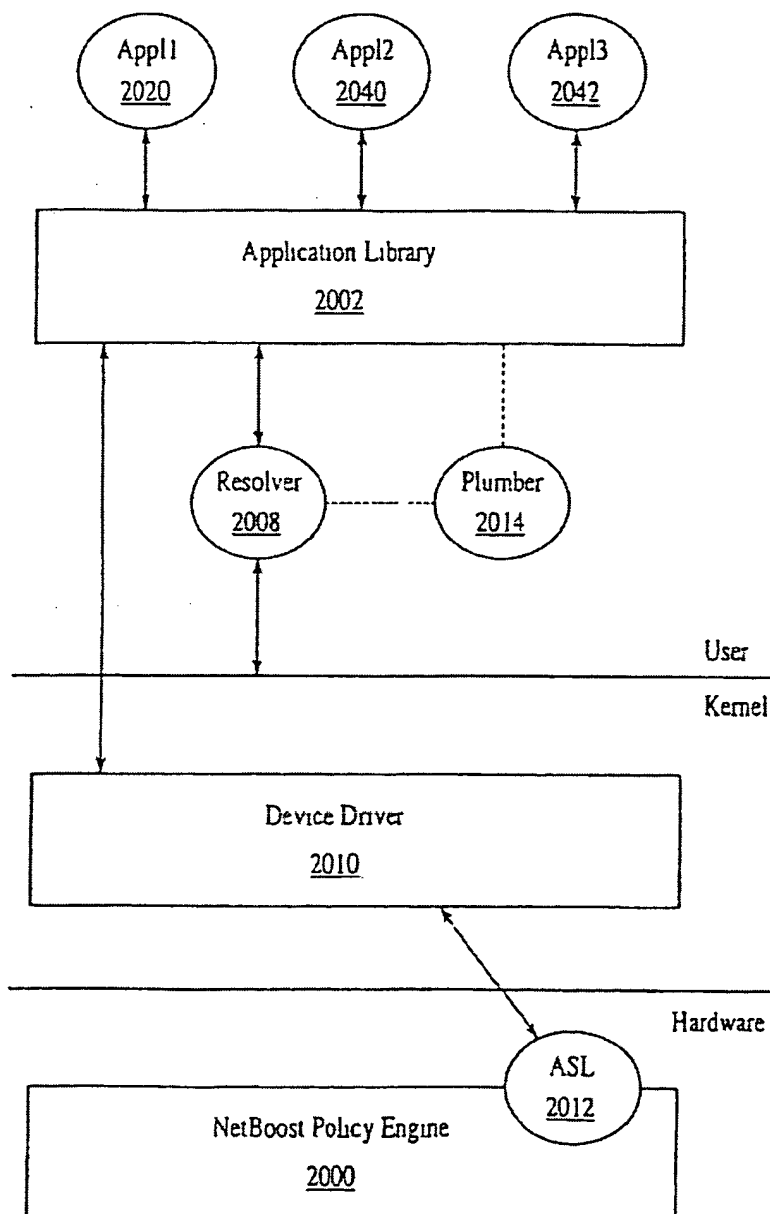 Appl1
2020
Appl2
2040
Appl3
2042
Application Library
2002
Resolver
2008
Plumber
2014
User
Kernel
Device Driver
2010
Hardware
ASL
2012
NetBoost Policy Engine
2000